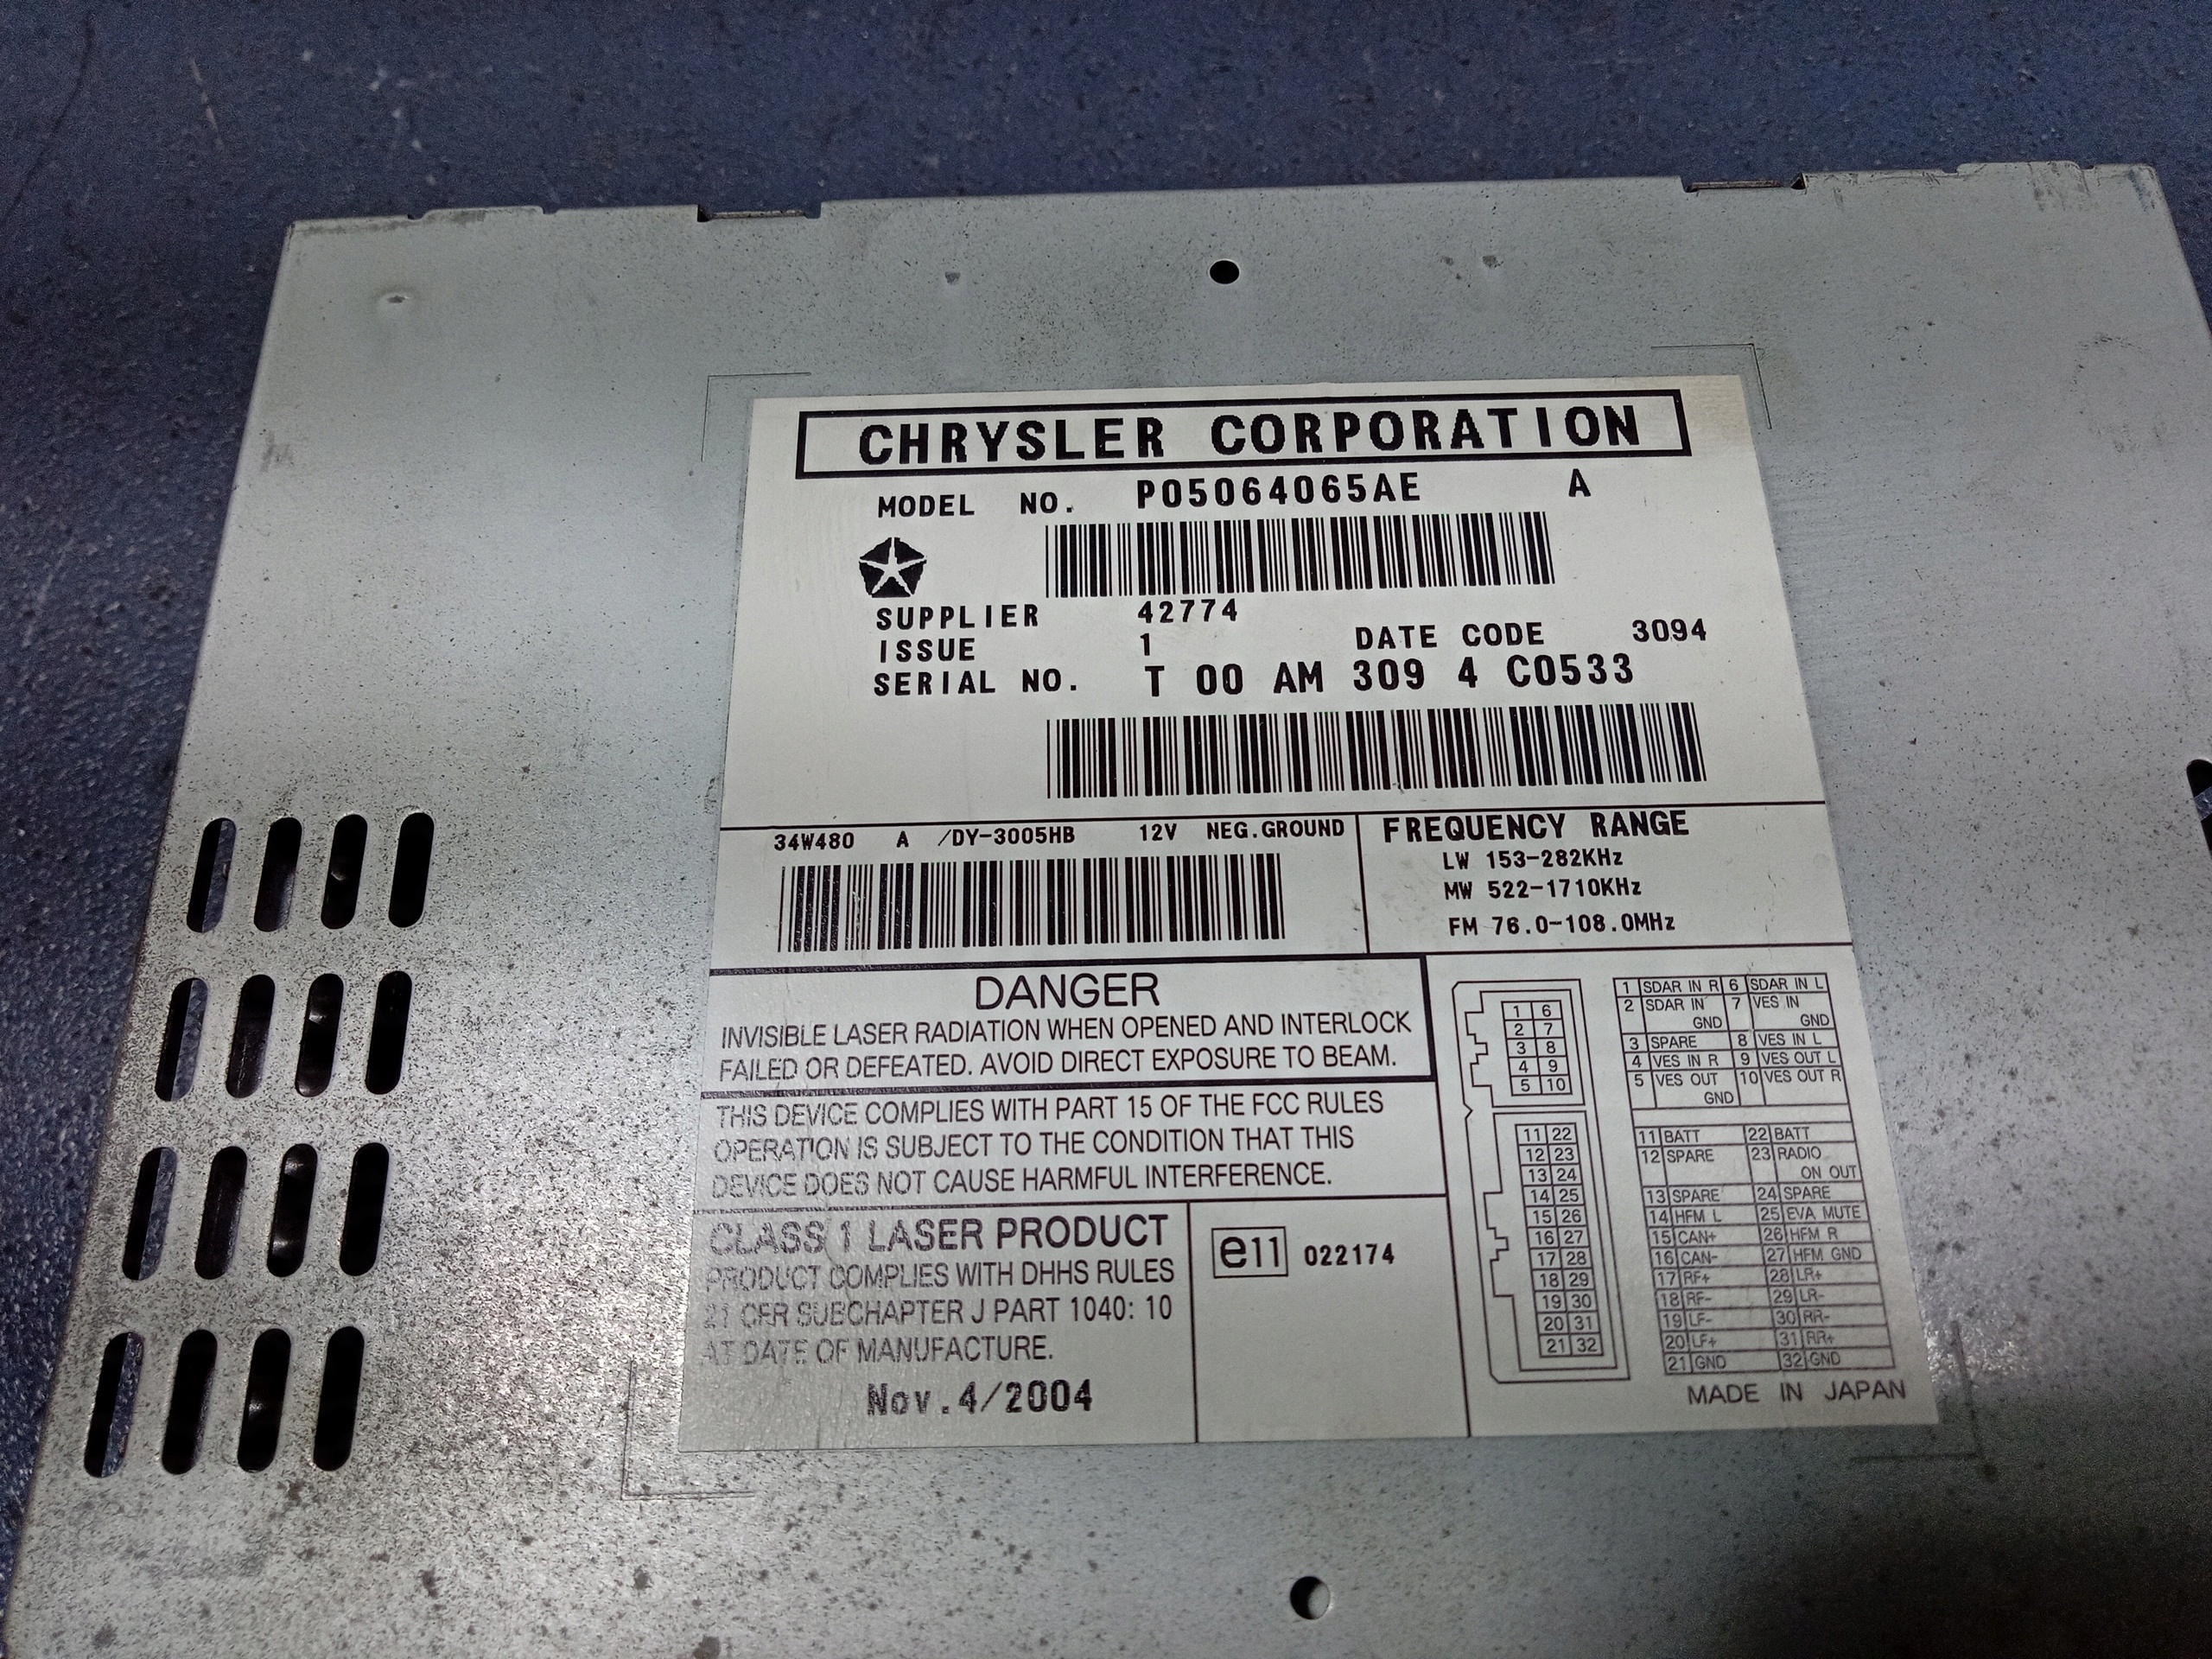 CHRYSLER CORPORATION
MODEL NO. P05064065AE A
SUPPLIER 42774
ISSUE 1 DATE CODE 3094
SERIAL NO. T 00 AM 309 4 C0533
34W480 A /DY-3005HB 12V NEG.GROUND
FREQUENCY RANGE
LW 153-282KHz
MW 522-1710KHz
FM 76.0-108.0MHz
DANGER
INVISIBLE LASER RADIATION WHEN OPENED AND INTERLOCK
FAILED OR DEFEATED. AVOID DIRECT EXPOSURE TO BEAM.
THIS DEVICE COMPLIES WITH PART 15 OF THE FCC RULES
OPERATION IS SUBJECT TO THE CONDITION THAT THIS
DEVICE DOES NOT CAUSE HARMFUL INTERFERENCE.
CLASS 1 LASER PRODUCT
PRODUCT COMPLIES WITH DHHS RULES
21 CFR SUBCHAPTER J PART 1040: 10
AT DATE OF MANUFACTURE.
Nov.4/2004
e11 022174
1 6
2 7
3 8
4 9
5 10
11 22
12 23
13 24
14 25
15 26
16 27
17 28
18 29
19 30
20 31
21 32
1 SDAR IN R 6 SDAR IN L
2 SDAR IN 7 VES IN
GND GND
3 SPARE 8 VES IN L
4 VES IN R 9 VES OUT L
5 VES OUT 10 VES OUT R
GND
11 BATT 22 BATT
12 SPARE 23 RADIO
ON OUT
13 SPARE 24 SPARE
14 HFM L 25 EVA MUTE
15 CAN+ 26 HFM R
16 CAN- 27 HFM GND
17 RF+ 28 LR+
18 RF- 29 LR-
19 LF- 30 RR-
20 LF+ 31 RR+
21 GND 32 GND
MADE IN JAPAN